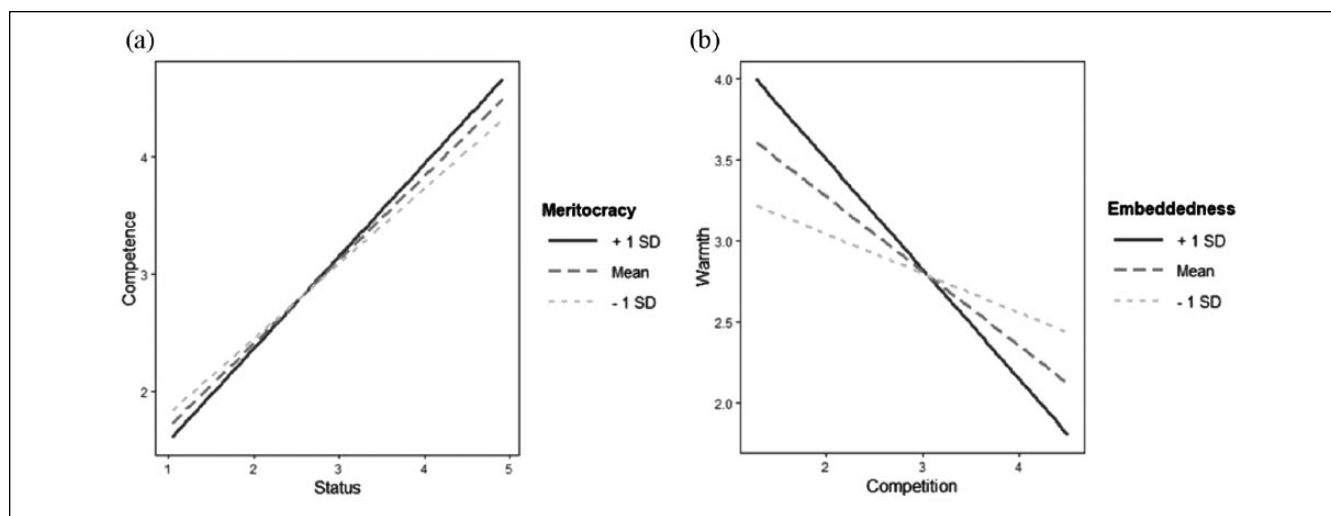 (a)
Competence
4
3
2
1 2 3 4 5
Status
Meritocracy
+ 1 SD
Mean
- 1 SD
(b)
Warmth
4.0
3.5
3.0
2.5
2.0
2 3 4
Competition
Embeddedness
+ 1 SD
Mean
- 1 SD